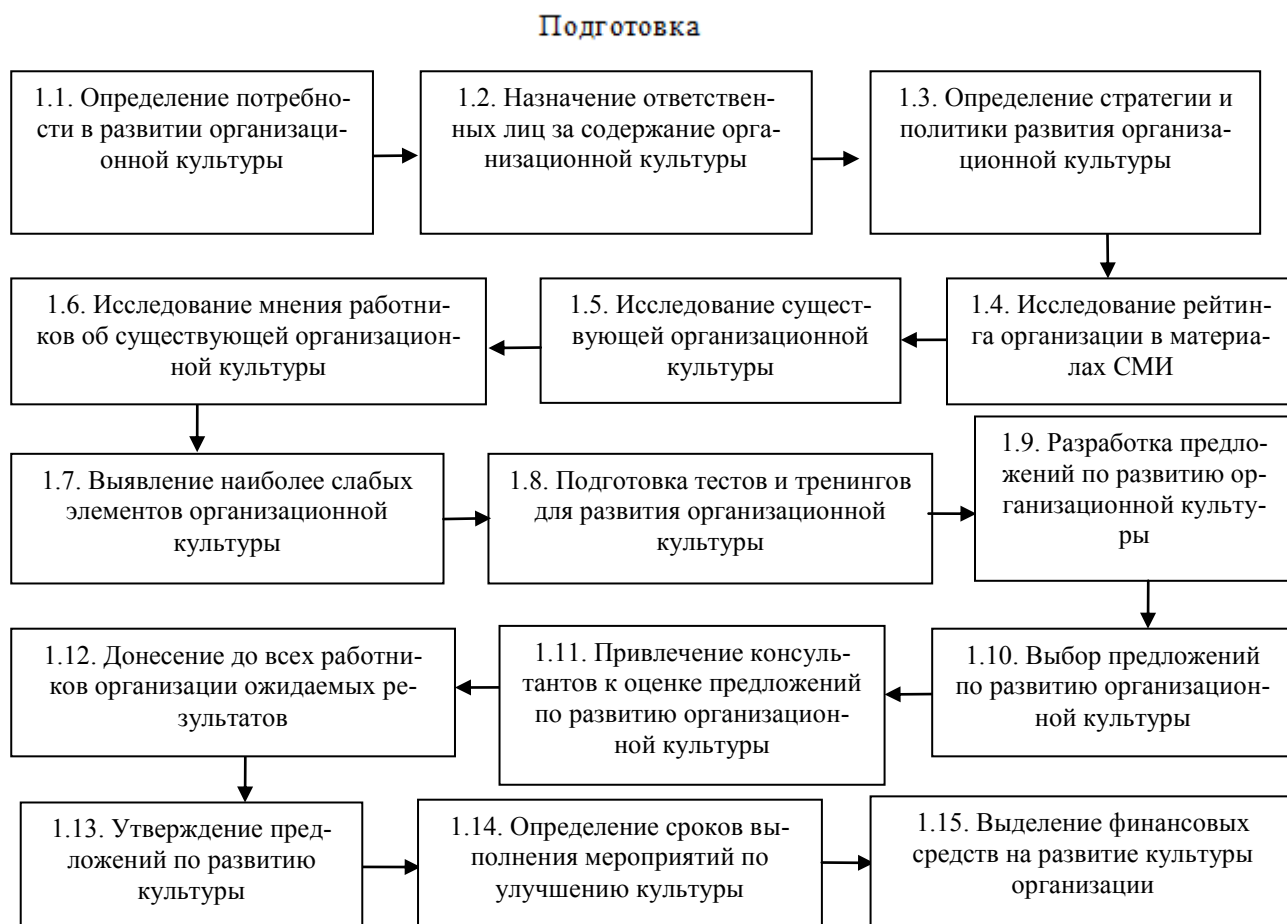 Подготовка
1.1. Определение потребно-
сти в развитии организаци-
онной культуры
1.2. Назначение ответствен-
ных лиц за содержание орга-
низационной культуры
1.3. Определение стратегии и
политики развития организа-
ционной культуры
1.4. Исследование рейтин-
га организации в материа-
лах СМИ
1.5. Исследование сущест-
вующей организационной
культуры
1.6. Исследование мнения работни-
ков об существующей организацион-
ной культуры
1.7. Выявление наиболее слабых
элементов организационной
культуры
1.8. Подготовка тестов и тренингов
для развития организационной
культуры
1.9. Разработка предло-
жений по развитию ор-
ганизационной культу-
ры
1.10. Выбор предложений
по развитию организацион-
ной культуры
1.11. Привлечение консуль-
тантов к оценке предложений
по развитию организацион-
ной культуры
1.12. Донесение до всех работни-
ков организации ожидаемых ре-
зультатов
1.13. Утверждение пред-
ложений по развитию
культуры
1.14. Определение сроков вы-
полнения мероприятий по
улучшению культуры
1.15. Выделение финансовых
средств на развитие культуры
организации